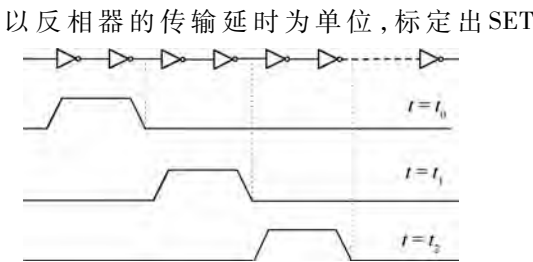 以反相器的传输延时为单位,标定出SET
t = t₀
t = t₁
t = t₂